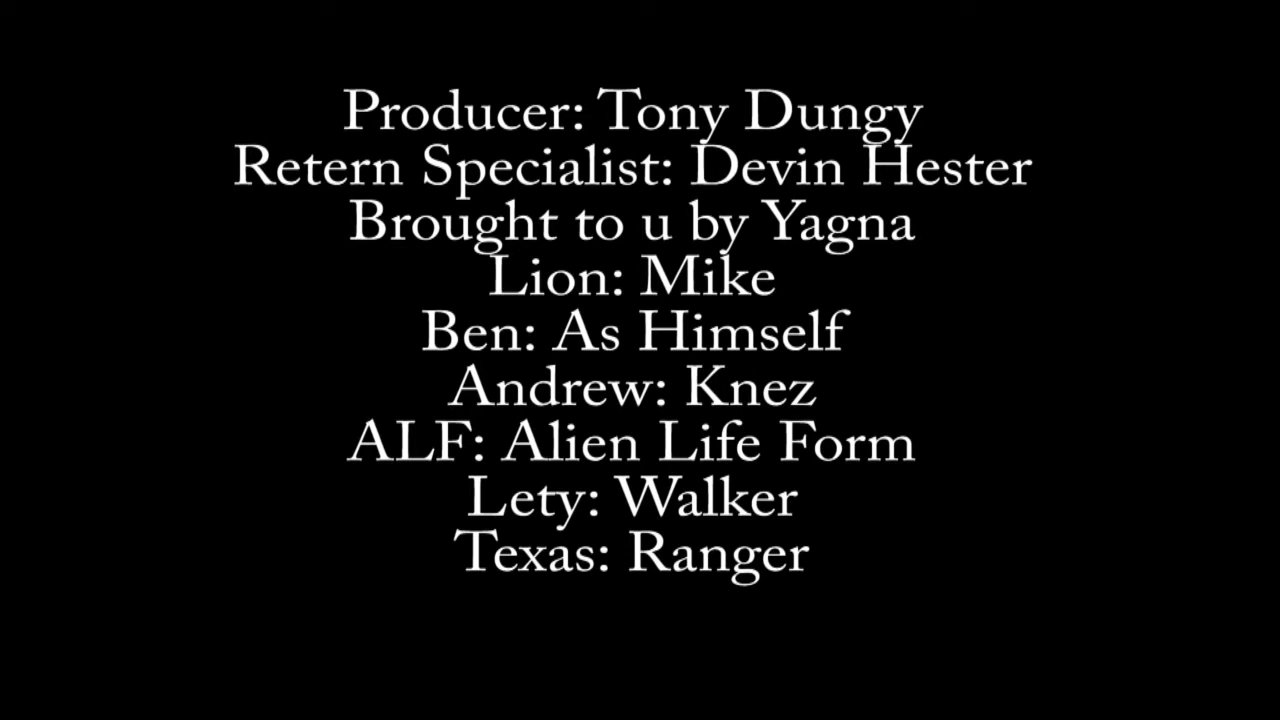 Producer: Tony Dungy
Retern Specialist: Devin Hester
Brought to u by Yagna
Lion: Mike
Ben: As Himself
Andrew: Knez
ALF: Alien Life Form
Lety: Walker
Texas: Ranger